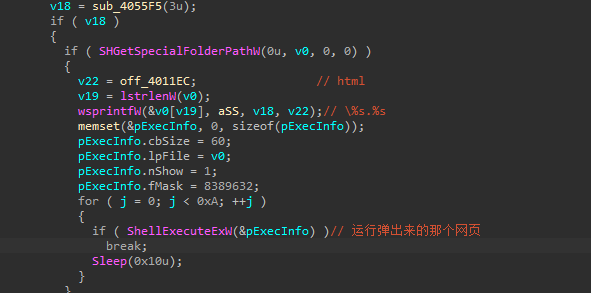 v18 = sub_4055F5(3u);
if ( v18 )
{
if ( SHGetSpecialFolderPathW(0u, v0, 0, 0) )
{
v22 = off_4011EC; // html
v19 = lstrlenW(v0);
wsprintfW(&v0[v19], aSS, v18, v22);// \%s.%s
memset(&pExecInfo, 0, sizeof(pExecInfo));
pExecInfo.cbSize = 60;
pExecInfo.lpFile = v0;
pExecInfo.nShow = 1;
pExecInfo.fMask = 8389632;
for ( j = 0; j < 0xA; ++j )
{
if ( ShellExecuteExW(&pExecInfo) )// 运行弹出来的那个网页
break;
Sleep(0x10u);
}
}